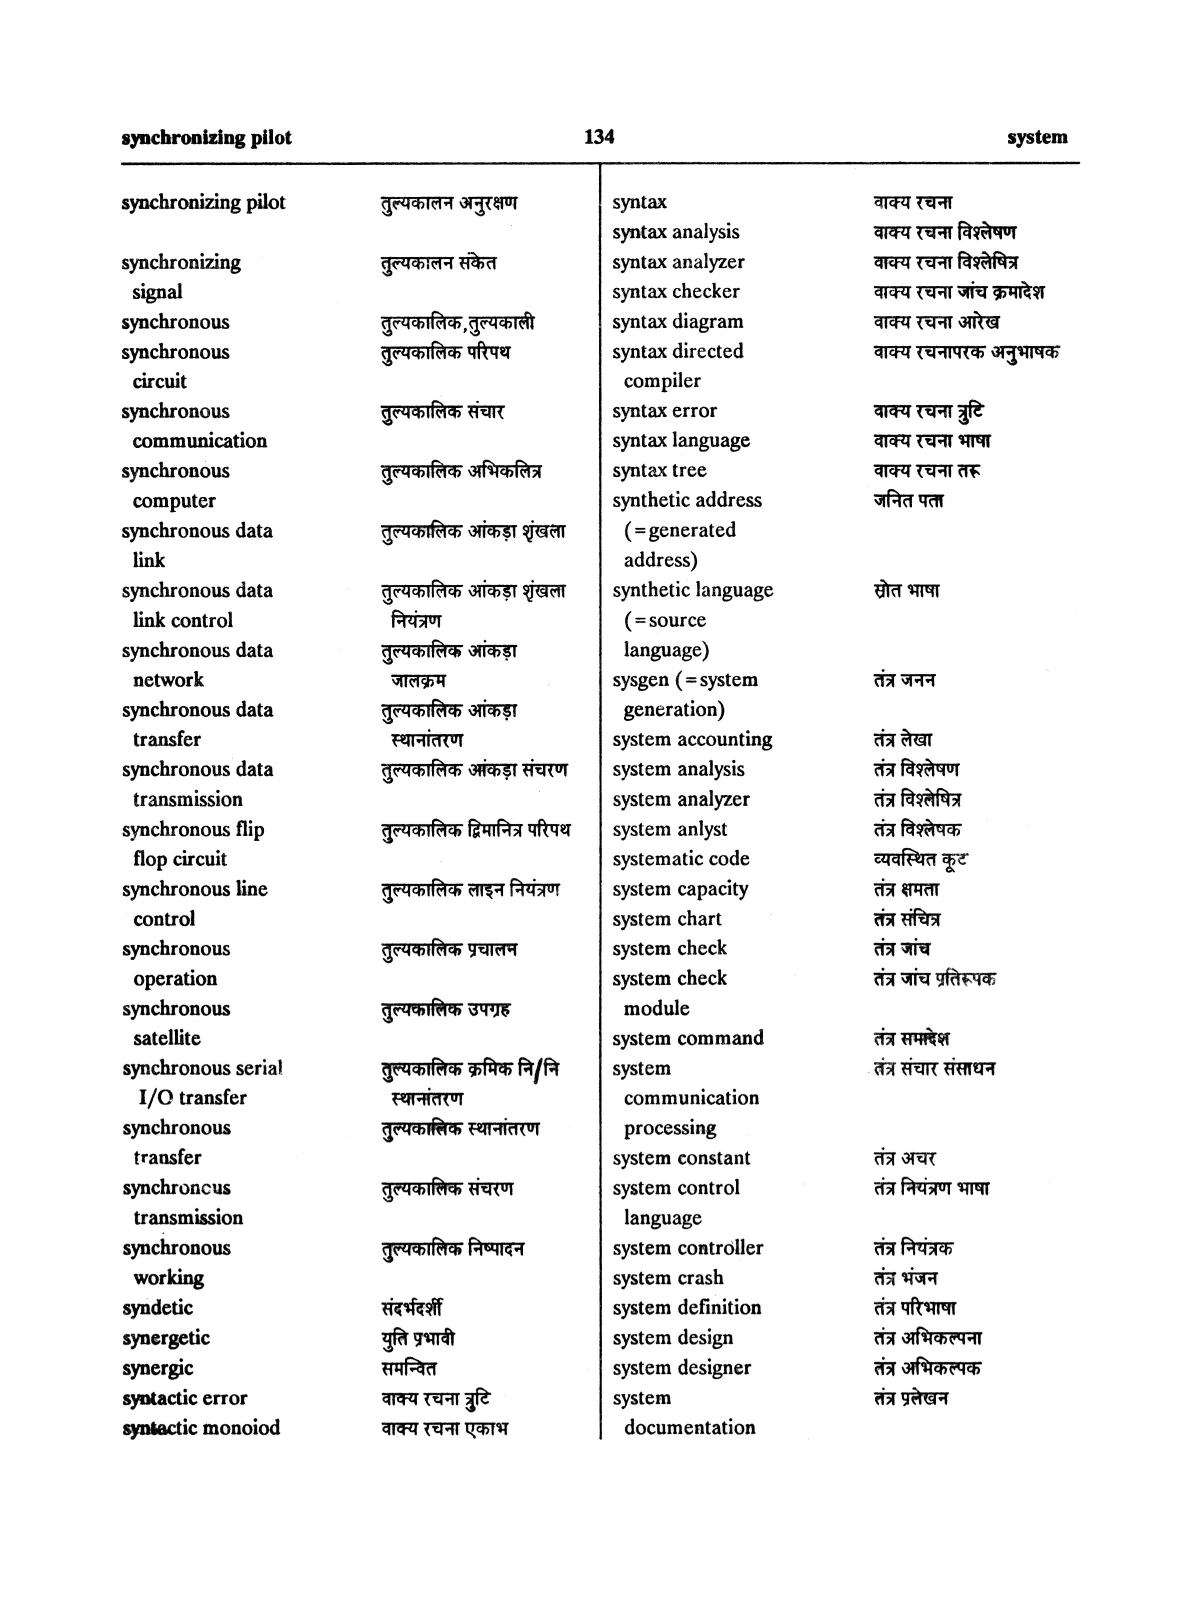 synchronizing pilot 134 system
synchronizing pilot तुल्यकालन अनुरक्षण
synchronizing तुल्यकालन संकेत
signal
synchronous तुल्यकालिक,तुल्यकाली
synchronous तुल्यकालिक परिपथ
circuit
synchronous तुल्यकालिक संचार
communication
synchronous तुल्यकालिक अभिकलित्र
computer
synchronous data तुल्यकालिक आंकड़ा शृंखला
link
synchronous data तुल्यकालिक आंकड़ा शृंखला
link control नियंत्रण
synchronous data तुल्यकालिक आंकड़ा
network जालक्रम
synchronous data तुल्यकालिक आंकड़ा
transfer स्थानांतरण
synchronous data तुल्यकालिक आंकड़ा संचरण
transmission
synchronous flip तुल्यकालिक द्विमानित्र परिपथ
flop circuit
synchronous line तुल्यकालिक लाइन नियंत्रण
control
synchronous तुल्यकालिक प्रचालन
operation
synchronous तुल्यकालिक उपग्रह
satellite
synchronous serial तुल्यकालिक क्रमिक नि/नि
I/O transfer स्थानांतरण
synchronous तुल्यकालिक स्थानांतरण
transfer
synchronous तुल्यकालिक संचरण
transmission
synchronous तुल्यकालिक निष्पादन
working
syndetic संदर्भदर्शी
synergetic युति प्रभावी
synergic समन्वित
syntactic error वाक्य रचना त्रुटि
syntactic monoiod वाक्य रचना एकाभ
syntax वाक्य रचना
syntax analysis वाक्य रचना विश्लेषण
syntax analyzer वाक्य रचना विश्लेषित्र
syntax checker वाक्य रचना जांच क्रमादेश
syntax diagram वाक्य रचना आरेख
syntax directed वाक्य रचनापरक अनुभाषक
compiler
syntax error वाक्य रचना त्रुटि
syntax language वाक्य रचना भाषा
syntax tree वाक्य रचना तरू
synthetic address जनित पता
(=generated
address)
synthetic language स्रोत भाषा
(=source
language)
sysgen (=system तंत्र जनन
generation)
system accounting तंत्र लेखा
system analysis तंत्र विश्लेषण
system analyzer तंत्र विश्लेषित्र
system anlyst तंत्र विश्लेषक
systematic code व्यवस्थित कूट
system capacity तंत्र क्षमता
system chart तंत्र संचित्र
system check तंत्र जांच
system check तंत्र जांच प्रतिरूपक
module
system command तंत्र समादेश
system तंत्र संचार संसाधन
communication
processing
system constant तंत्र अचर
system control तंत्र नियंत्रण भाषा
language
system controller तंत्र नियंत्रक
system crash तंत्र भंजन
system definition तंत्र परिभाषा
system design तंत्र अभिकल्पना
system designer तंत्र अभिकल्पक
system तंत्र प्रलेखन
documentation